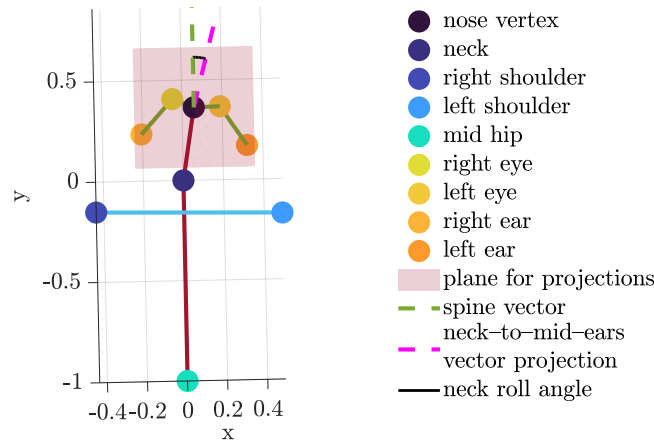 0.5
0
-0.5
-1
y
-0.4 -0.2 0 0.2 0.4
x
nose vertex
neck
right shoulder
left shoulder
mid hip
right eye
left eye
right ear
left ear
plane for projections
spine vector
neck–to–mid–ears
vector projection
neck roll angle